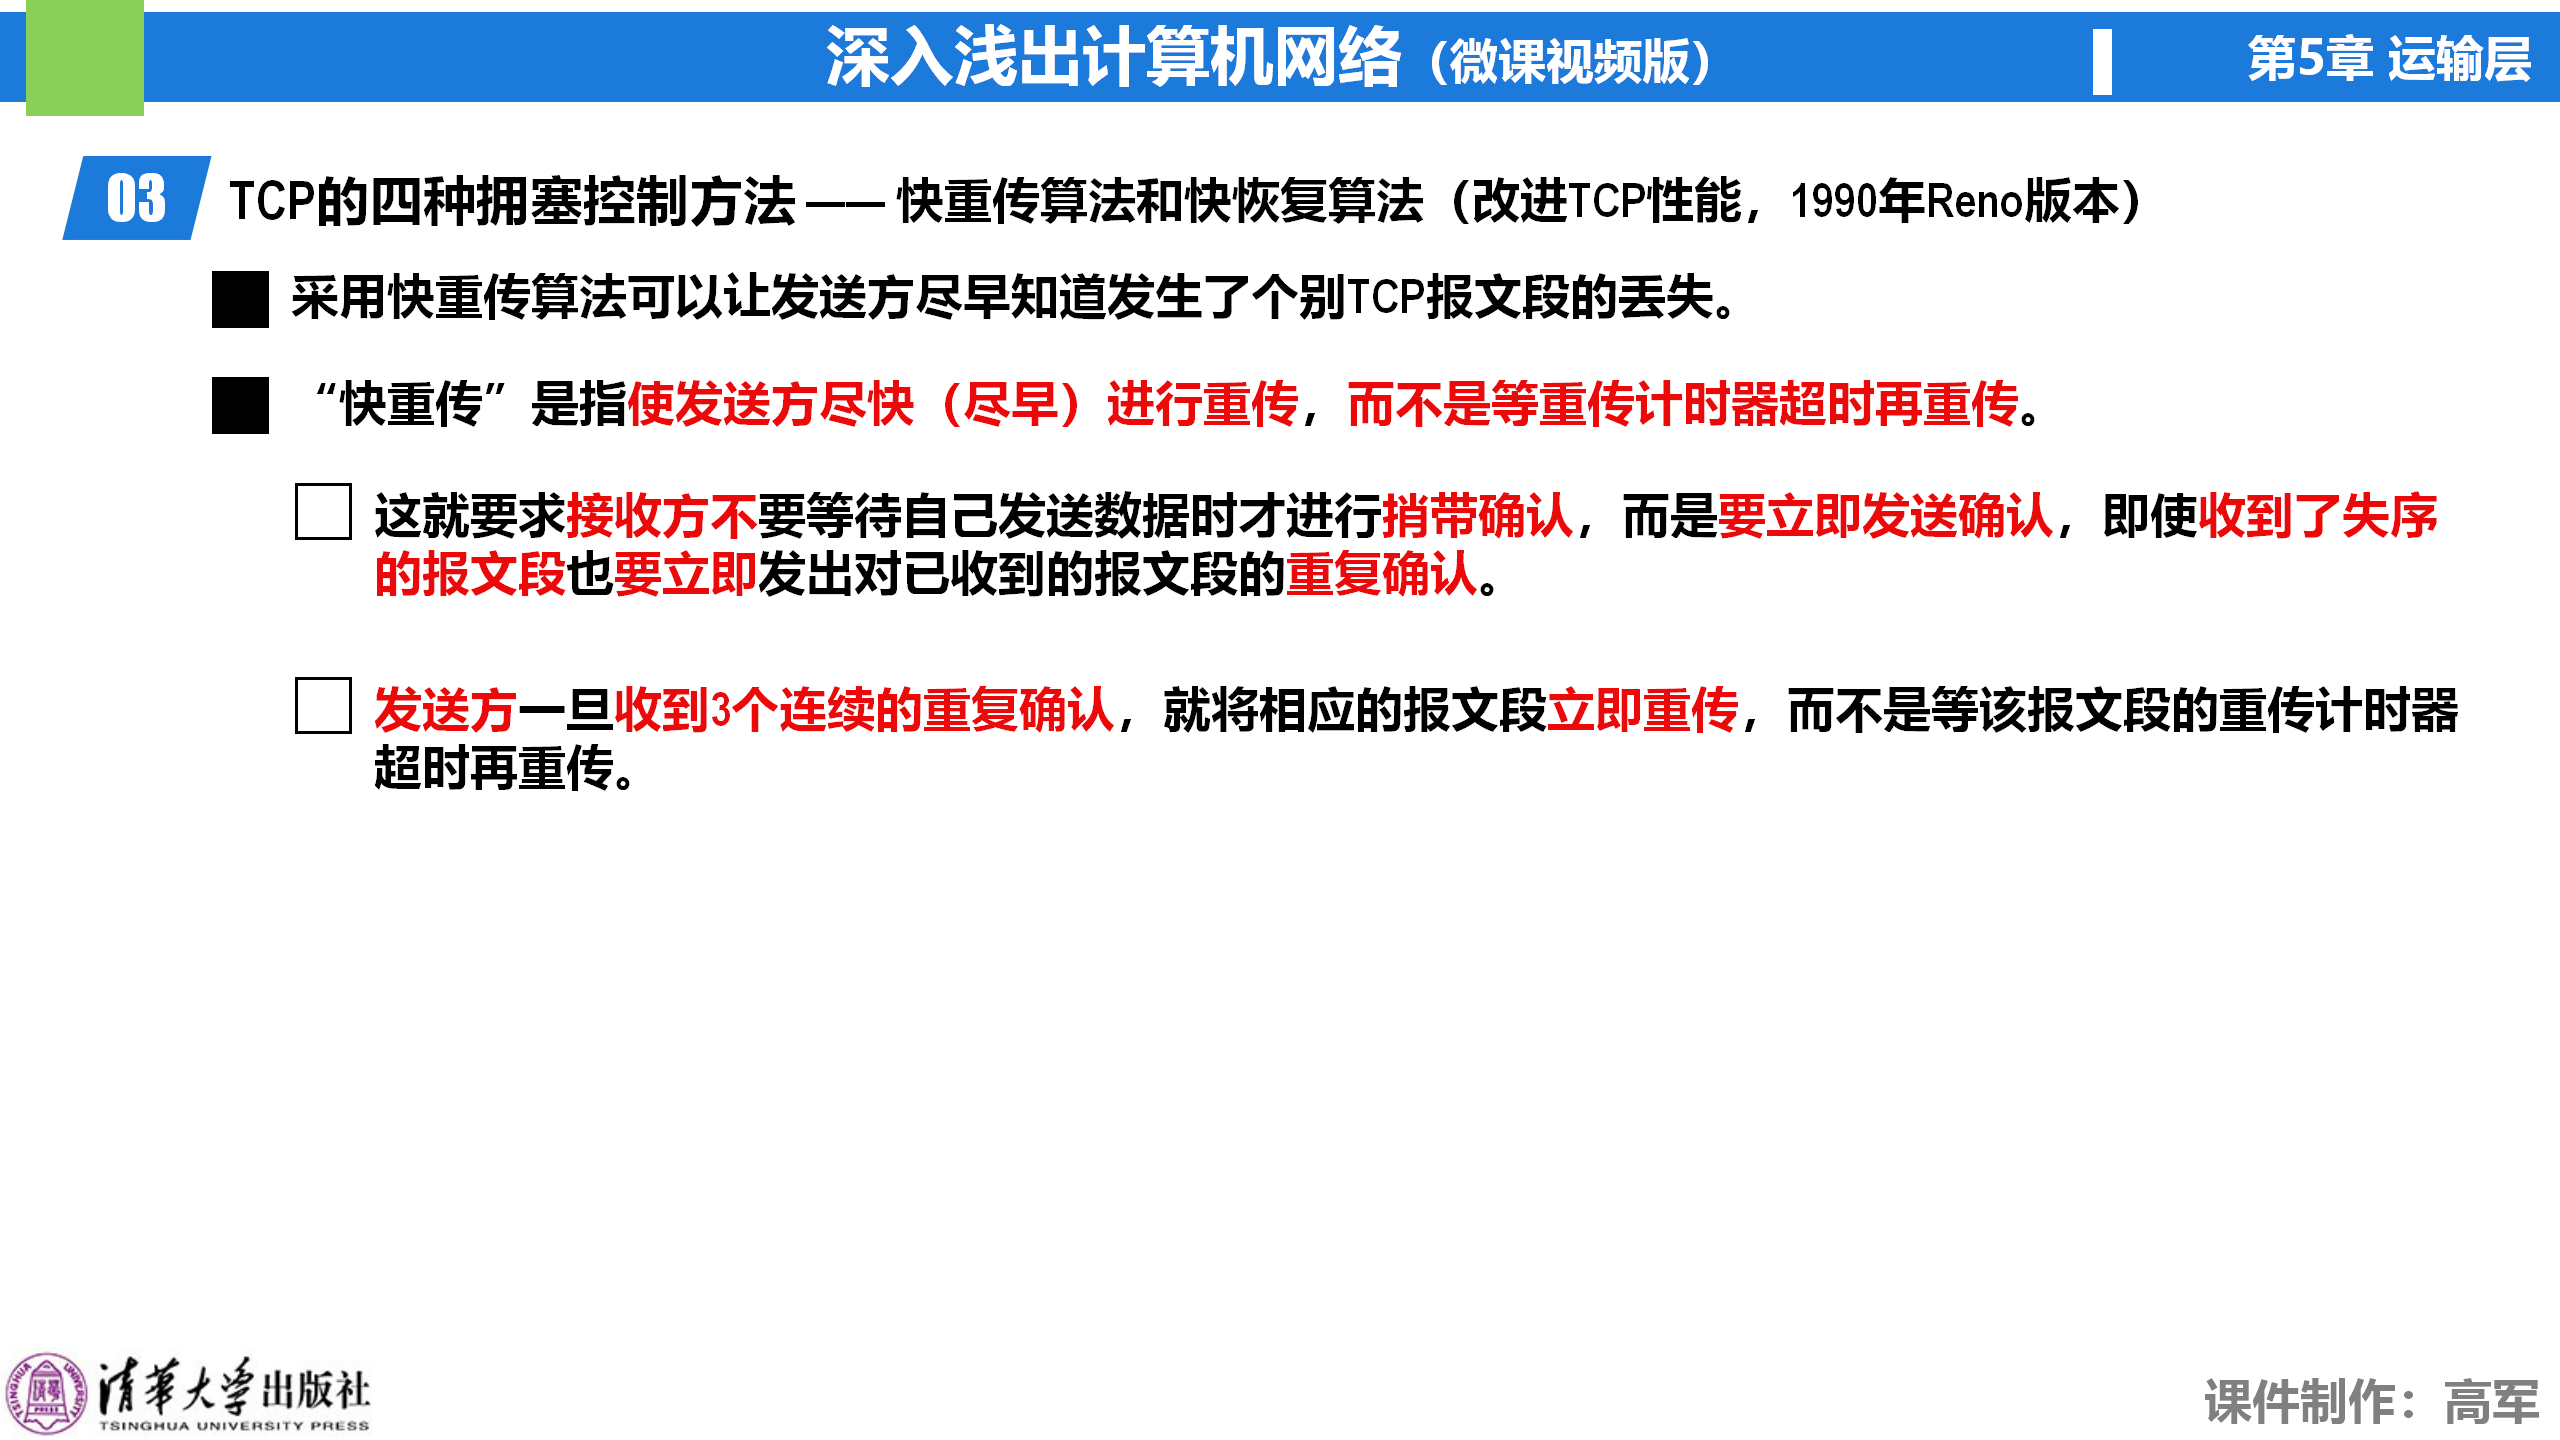 深入浅出计算机网络（微课视频版）
第5章 运输层
03
TCP的四种拥塞控制方法 —— 快重传算法和快恢复算法（改进TCP性能，1990年Reno版本）
采用快重传算法可以让发送方尽早知道发生了个别TCP报文段的丢失。
“快重传”是指使发送方尽快（尽早）进行重传，而不是等重传计时器超时再重传。
这就要求接收方不要等待自己发送数据时才进行捎带确认，而是要立即发送确认，即使收到了失序
的报文段也要立即发出对已收到的报文段的重复确认。
发送方一旦收到3个连续的重复确认，就将相应的报文段立即重传，而不是等该报文段的重传计时器
超时再重传。
清华大学出版社
TSINGHUA UNIVERSITY PRESS
课件制作：高军